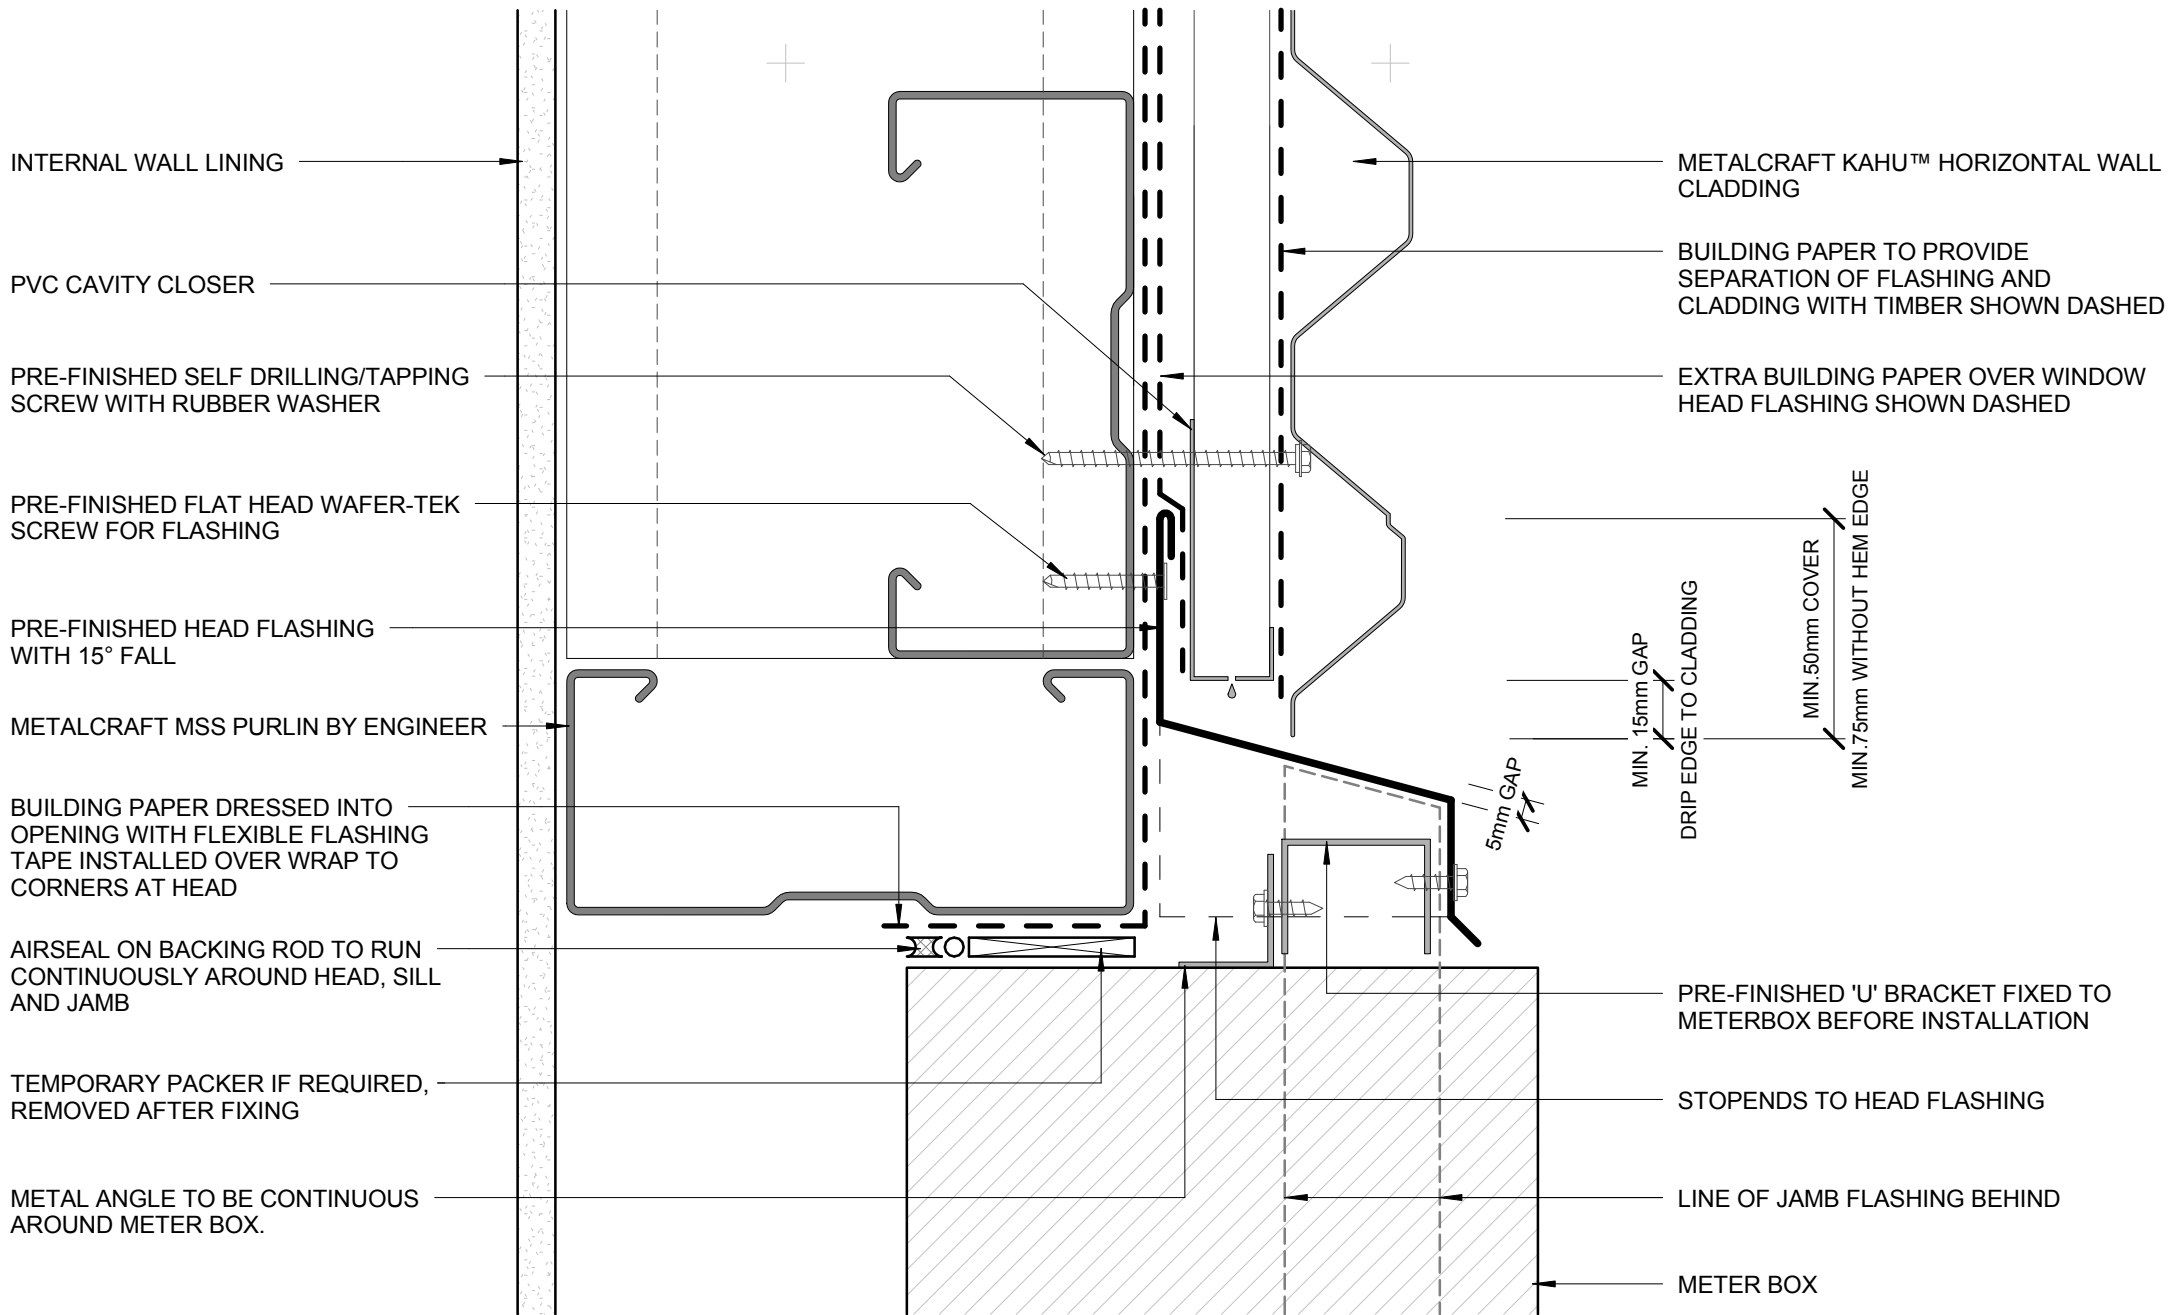 INTERNAL WALL LINING
PVC CAVITY CLOSER
PRE-FINISHED SELF DRILLING/TAPPING
SCREW WITH RUBBER WASHER
PRE-FINISHED FLAT HEAD WAFER-TEK
SCREW FOR FLASHING
PRE-FINISHED HEAD FLASHING
WITH 15° FALL
METALCRAFT MSS PURLIN BY ENGINEER
BUILDING PAPER DRESSED INTO
OPENING WITH FLEXIBLE FLASHING
TAPE INSTALLED OVER WRAP TO
CORNERS AT HEAD
AIRSEAL ON BACKING ROD TO RUN
CONTINUOUSLY AROUND HEAD, SILL
AND JAMB
TEMPORARY PACKER IF REQUIRED,
REMOVED AFTER FIXING
METAL ANGLE TO BE CONTINUOUS
AROUND METER BOX.
METALCRAFT KAHU™ HORIZONTAL WALL
CLADDING
BUILDING PAPER TO PROVIDE
SEPARATION OF FLASHING AND
CLADDING WITH TIMBER SHOWN DASHED
EXTRA BUILDING PAPER OVER WINDOW
HEAD FLASHING SHOWN DASHED
5mm GAP
MIN. 15mm GAP
DRIP EDGE TO CLADDING
MIN.50mm COVER
MIN.75mm WITHOUT HEM EDGE
PRE-FINISHED 'U' BRACKET FIXED TO
METERBOX BEFORE INSTALLATION
STOPENDS TO HEAD FLASHING
LINE OF JAMB FLASHING BEHIND
METER BOX